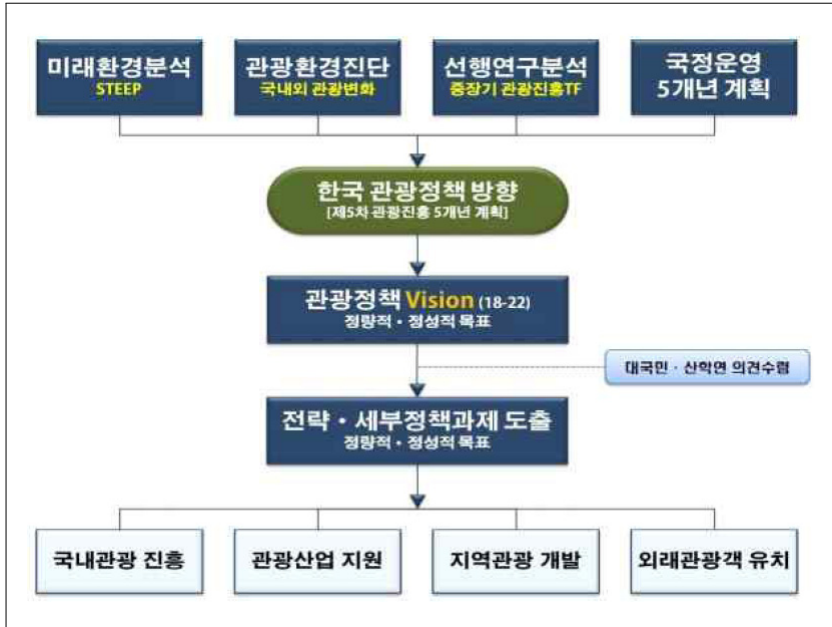 미래환경분석
STEEP
관광환경진단
국내외 관광변화
선행연구분석
중장기 관광진흥TF
국정운영
5개년 계획
한국 관광정책 방향
[제5차 관광진흥 5개년 계획]
관광정책 Vision (18-22)
정량적 · 정성적 목표
대국민 · 산학연 의견수렴
전략 · 세부정책과제 도출
정량적 · 정성적 목표
국내관광 진흥
관광산업 지원
지역관광 개발
외래관광객 유치